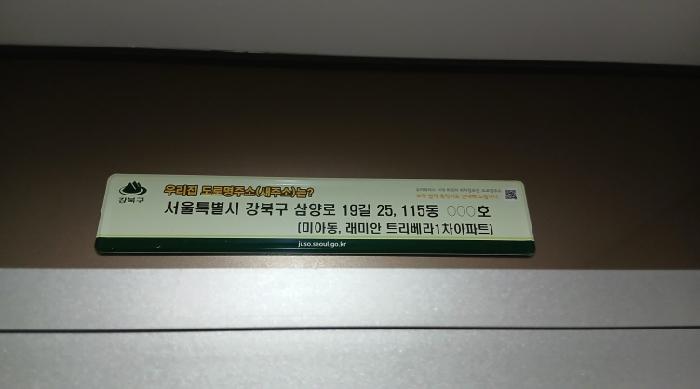 강북구
우리집 도로명주소(새주소)는?
서울특별시 강북구 삼양로 19길 25, 115동 ○○○호
(미아동, 래미안 트리베라1차아파트)
juso.seoul.go.kr